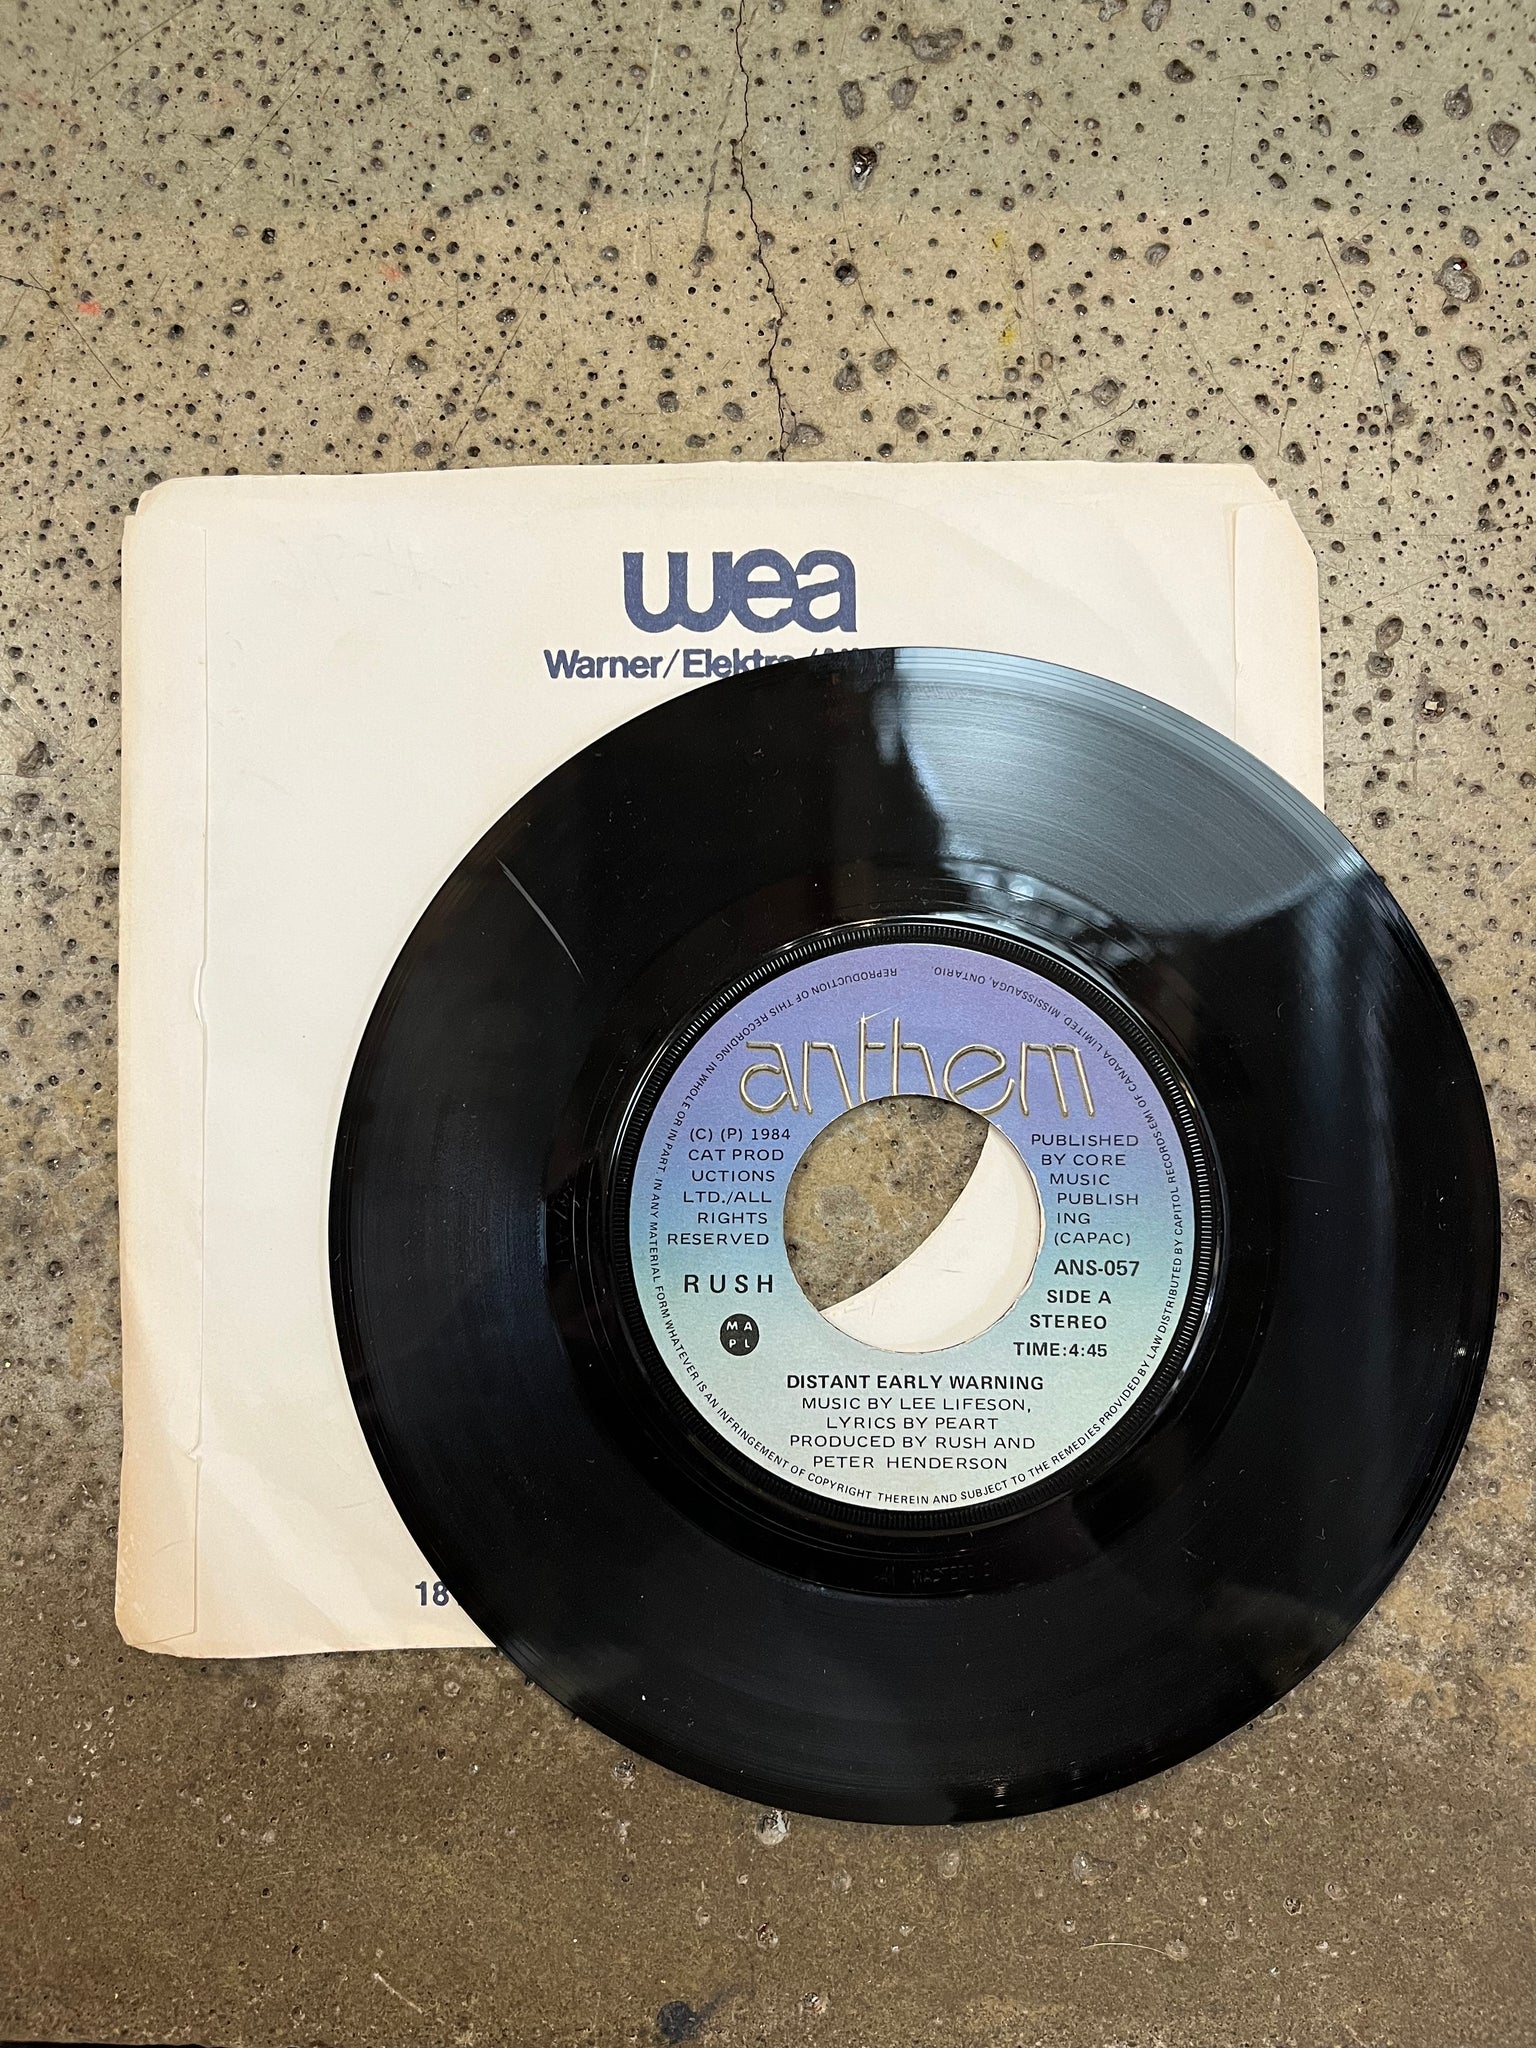 wea
Warner/Elektra/
18
anthem
(C) (P) 1984
CAT PROD
UCTIONS
LTD./ALL
RIGHTS
RESERVED
PUBLISHED
BY CORE
MUSIC
PUBLISH
ING
(CAPAC)
RUSH
MA
PL
ANS-057
SIDE A
STEREO
TIME:4:45
DISTANT EARLY WARNING
MUSIC BY LEE LIFESON,
LYRICS BY PEART
PRODUCED BY RUSH AND
PETER HENDERSON
REPRODUCTION OF THIS RECORDING IN WHOLE OR IN PART, IN ANY MATERIAL FORM WHATEVER IS AN INFRINGEMENT OF COPYRIGHT THEREIN AND SUBJECT TO THE REMEDIES PROVIDED BY LAW DISTRIBUTED BY CAPITOL RECORDS-EMI OF CANADA LIMITED, MISSISSAUGA, ONTARIO.